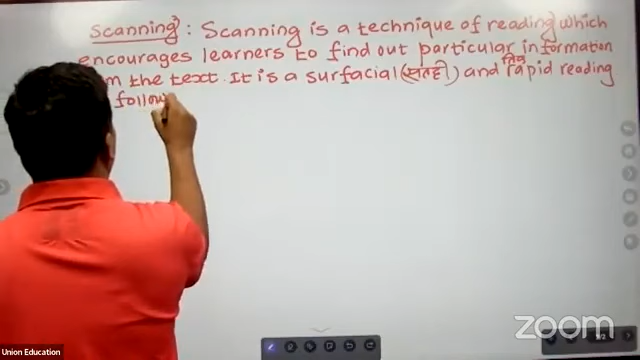 Scanning : Scanning is a technique of reading which
encourages learners to find out particular information
the text. It is a surfacial (सतही) and rapid reading.
follow
zoom
Union Education